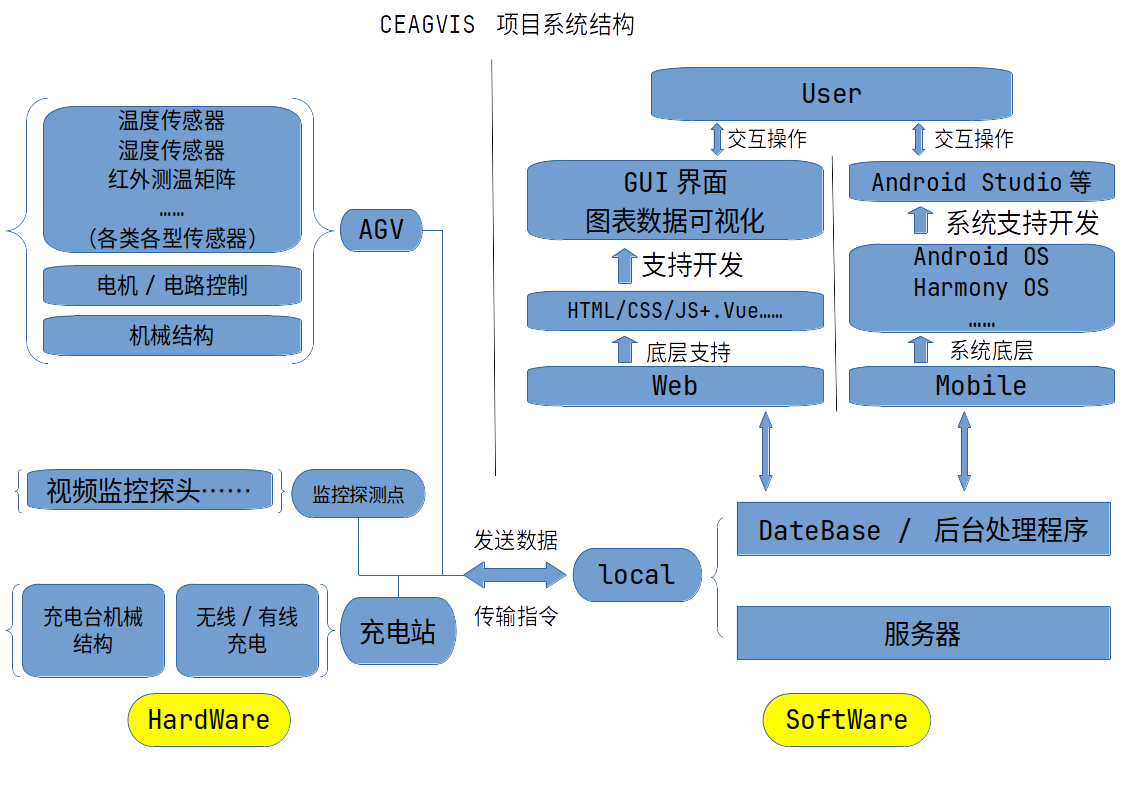 CEAGVIS 项目系统结构
温度传感器
湿度传感器
红外测温矩阵
……
（各类各型传感器）
电机 / 电路控制
机械结构
AGV
视频监控探头……
监控探测点
充电台机械
结构
无线 / 有线
充电
充电站
HardWare
发送数据
传输指令
User
交互操作
交互操作
GUI 界面
图表数据可视化
支持开发
HTML/CSS/JS+.Vue……
底层支持
Web
Android Studio 等
系统支持开发
Android OS
Harmony OS
……
系统底层
Mobile
local
DateBase / 后台处理程序
服务器
SoftWare